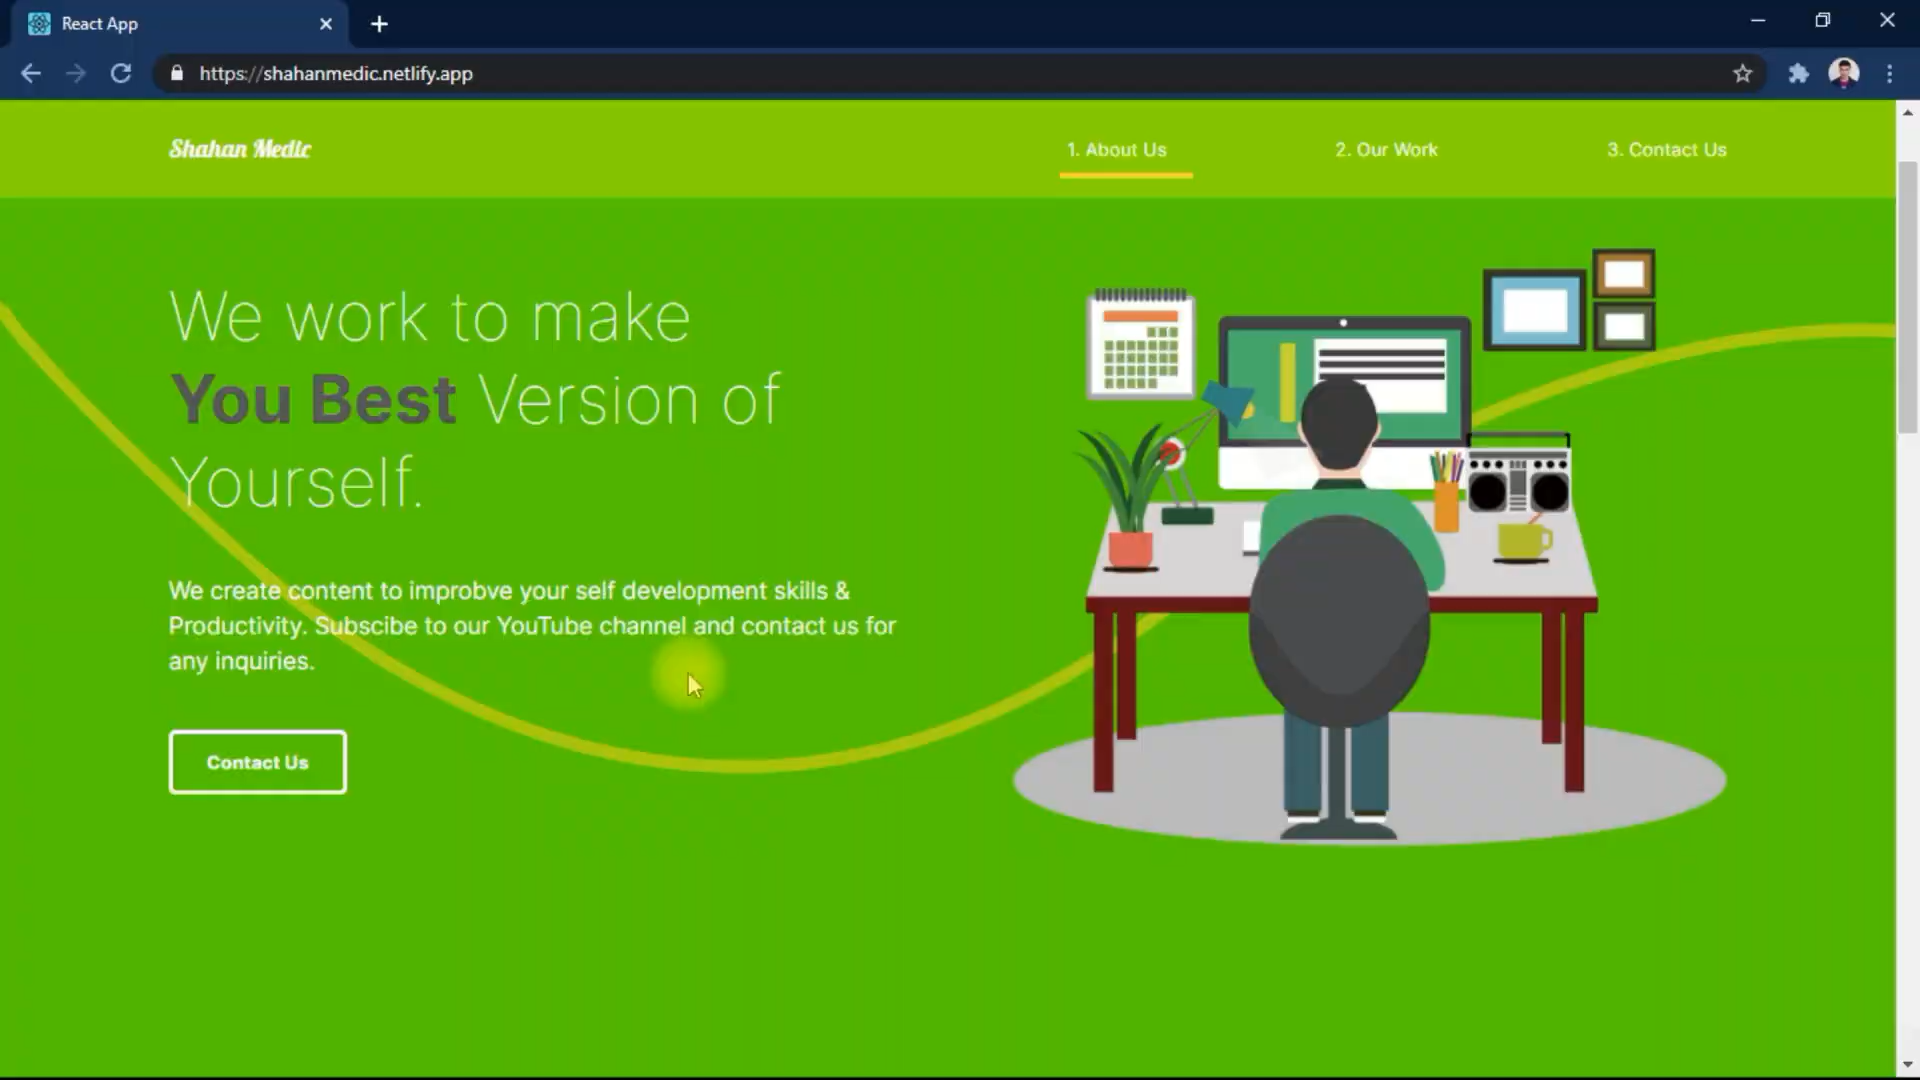 React App
https://shahanmedic.netlify.app
Shahan Medic
1. About Us
2. Our Work
3. Contact Us
We work to make
You Best Version of
Yourself.
We create content to improbve your self development skills &
Productivity. Subscibe to our YouTube channel and contact us for
any inquiries.
Contact Us